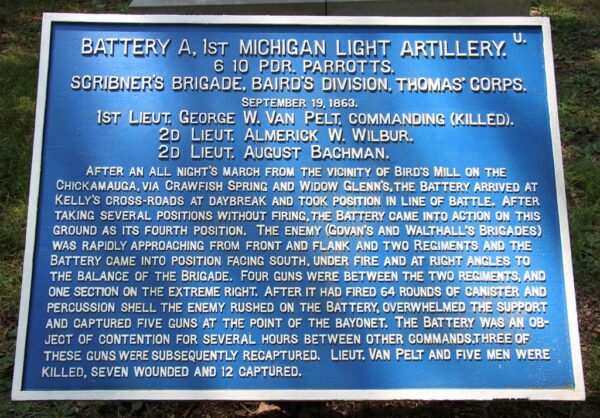 BATTERY A, 1ST MICHIGAN LIGHT ARTILLERY. U.
6 10 PDR. PARROTTS.
SCRIBNER'S BRIGADE, BAIRD'S DIVISION, THOMAS' CORPS.
SEPTEMBER 19, 1863.
1ST LIEUT. GEORGE W. VAN PELT, COMMANDING (KILLED).
2D LIEUT. ALMERICK W. WILBUR.
2D LIEUT. AUGUST BACHMAN.
AFTER AN ALL NIGHT'S MARCH FROM THE VICINITY OF BIRD'S MILL ON THE
CHICKAMAUGA, VIA CRAWFISH SPRING AND WIDOW GLENN'S, THE BATTERY ARRIVED AT
KELLY'S CROSS-ROADS AT DAYBREAK AND TOOK POSITION IN LINE OF BATTLE. AFTER
TAKING SEVERAL POSITIONS WITHOUT FIRING, THE BATTERY CAME INTO ACTION ON THIS
GROUND AS ITS FOURTH POSITION. THE ENEMY (GOVAN'S AND WALTHALL'S BRIGADES)
WAS RAPIDLY APPROACHING FROM FRONT AND FLANK AND TWO REGIMENTS AND THE
BATTERY CAME INTO POSITION FACING SOUTH, UNDER FIRE AND AT RIGHT ANGLES TO
THE BALANCE OF THE BRIGADE. FOUR GUNS WERE BETWEEN THE TWO REGIMENTS, AND
ONE SECTION ON THE EXTREME RIGHT. AFTER IT HAD FIRED 64 ROUNDS OF CANISTER AND
PERCUSSION SHELL THE ENEMY RUSHED ON THE BATTERY, OVERWHELMED THE SUPPORT
AND CAPTURED FIVE GUNS AT THE POINT OF THE BAYONET. THE BATTERY WAS AN OB-
JECT OF CONTENTION FOR SEVERAL HOURS BETWEEN OTHER COMMANDS. THREE OF
THESE GUNS WERE SUBSEQUENTLY RECAPTURED. LIEUT. VAN PELT AND FIVE MEN WERE
KILLED, SEVEN WOUNDED AND 12 CAPTURED.